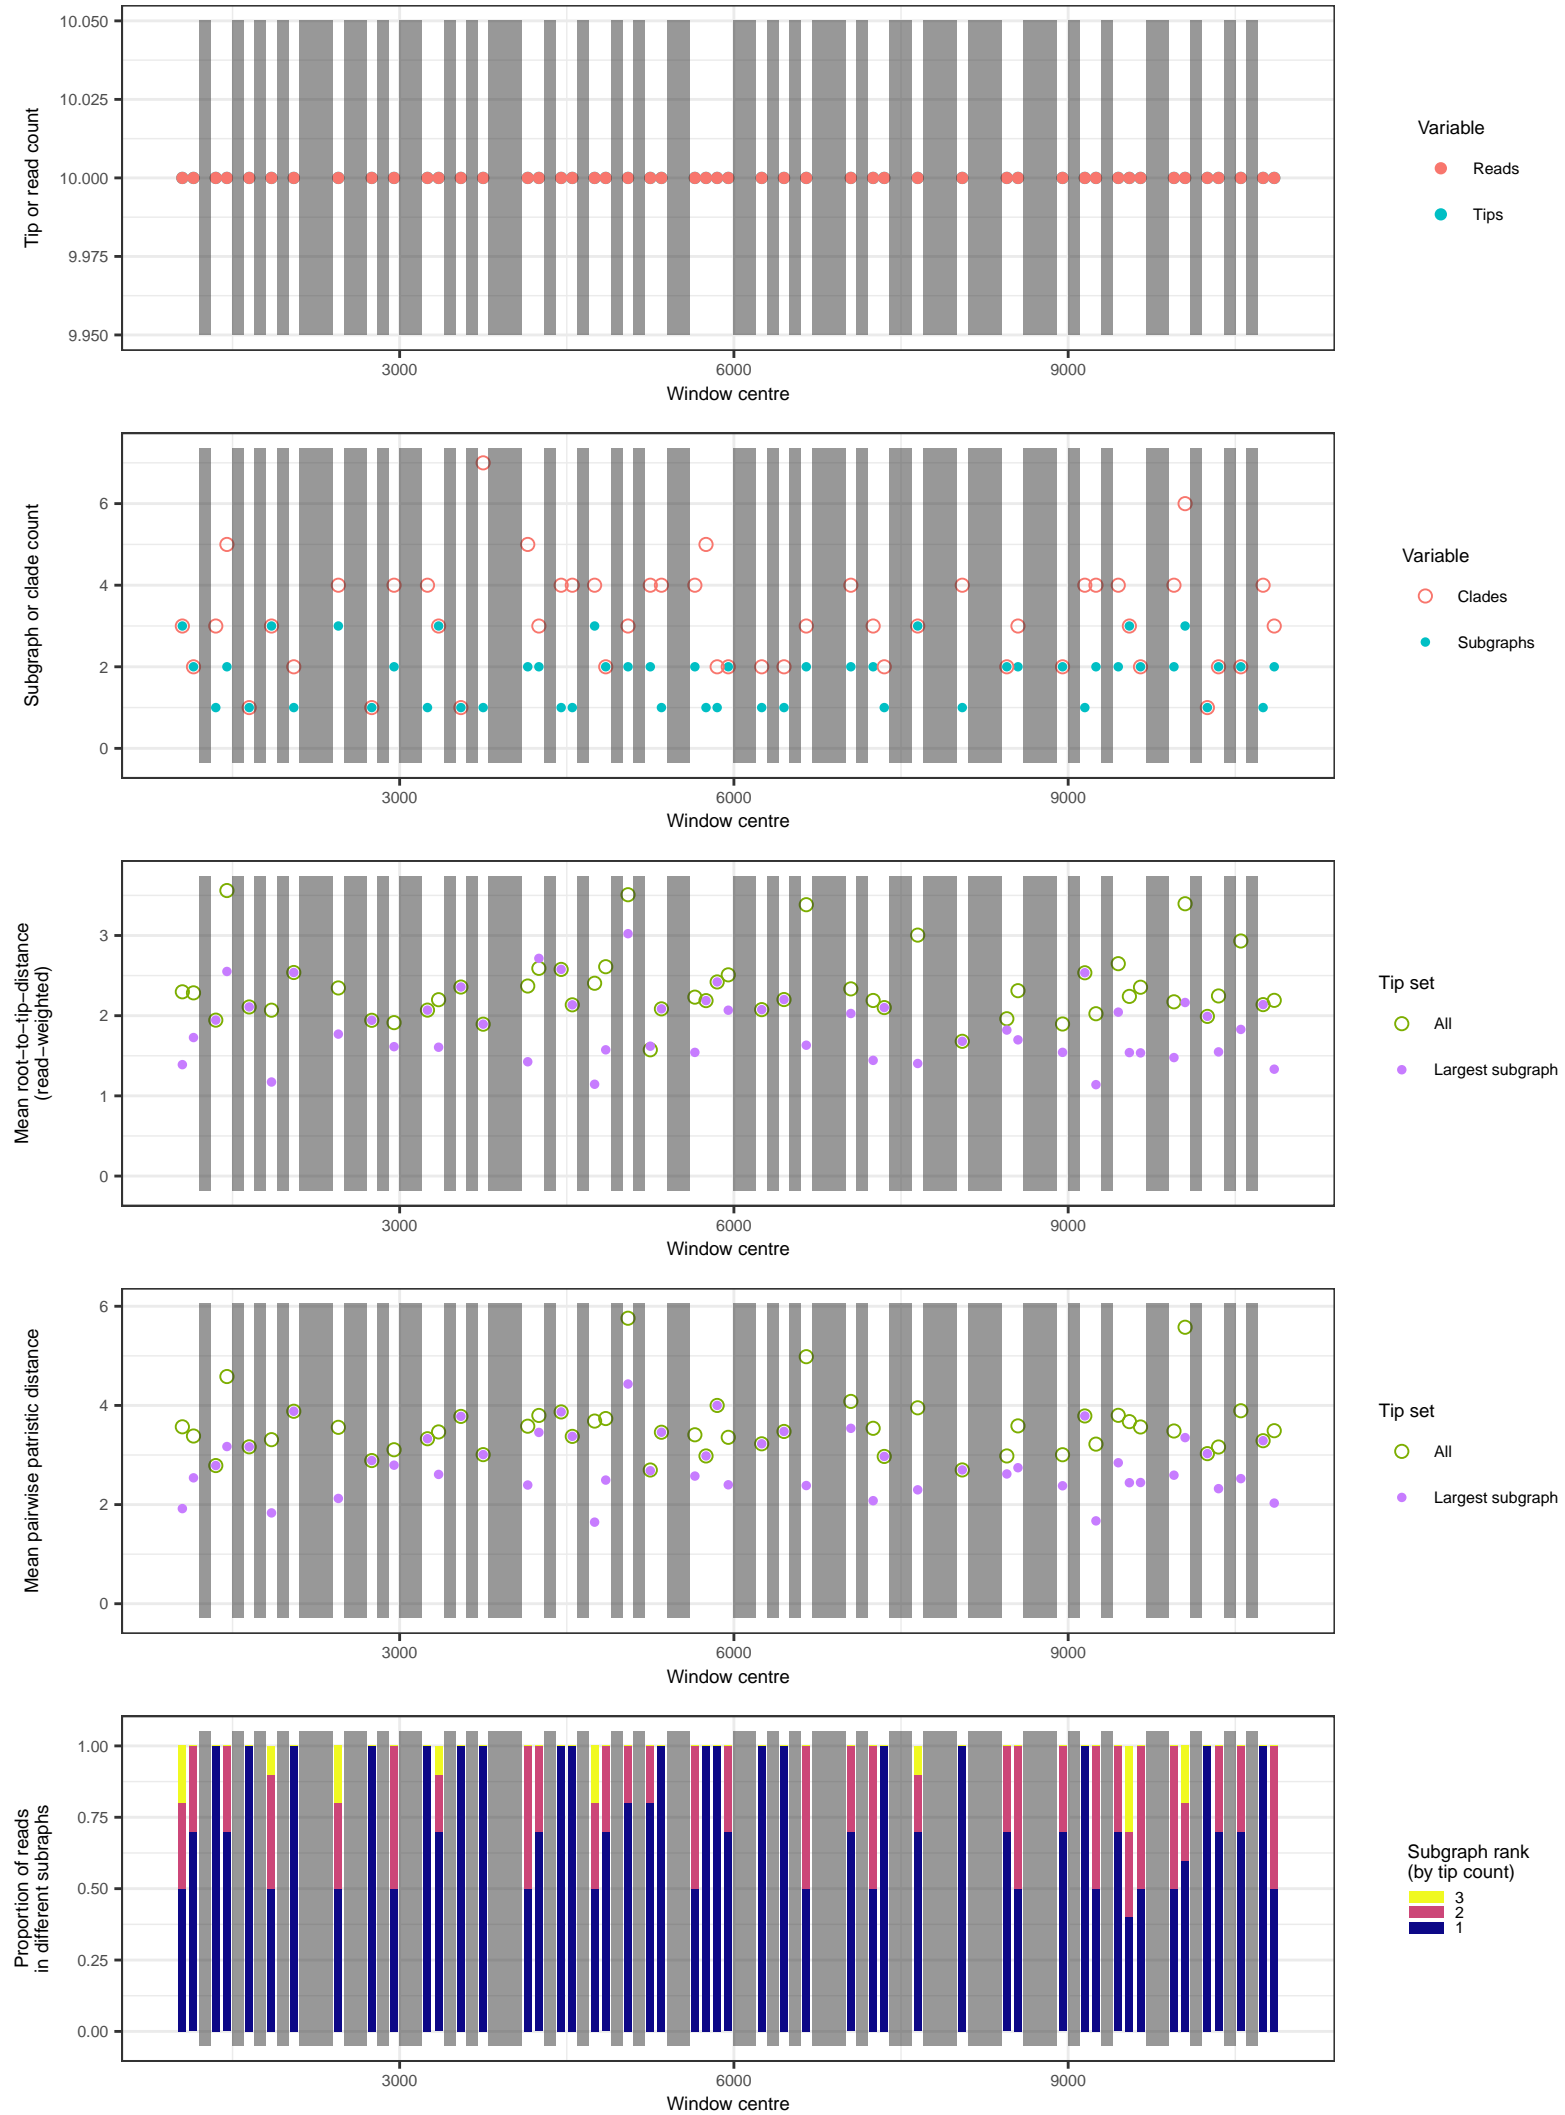 10.050
10.025
10.000
9.975
9.950
Tip or read count
3000
6000
9000
Window centre
Variable
Reads
Tips
6
4
2
0
Subgraph or clade count
3000
6000
9000
Window centre
Variable
Clades
Subgraphs
3
2
1
0
Mean root−to−tip−distance
(read−weighted)
3000
6000
9000
Window centre
Tip set
All
Largest subgraph
6
4
2
0
Mean pairwise patristic distance
3000
6000
9000
Window centre
Tip set
All
Largest subgraph
1.00
0.75
0.50
0.25
0.00
Proportion of reads
in different subraphs
3000
6000
9000
Window centre
Subgraph rank
(by tip count)
3
2
1